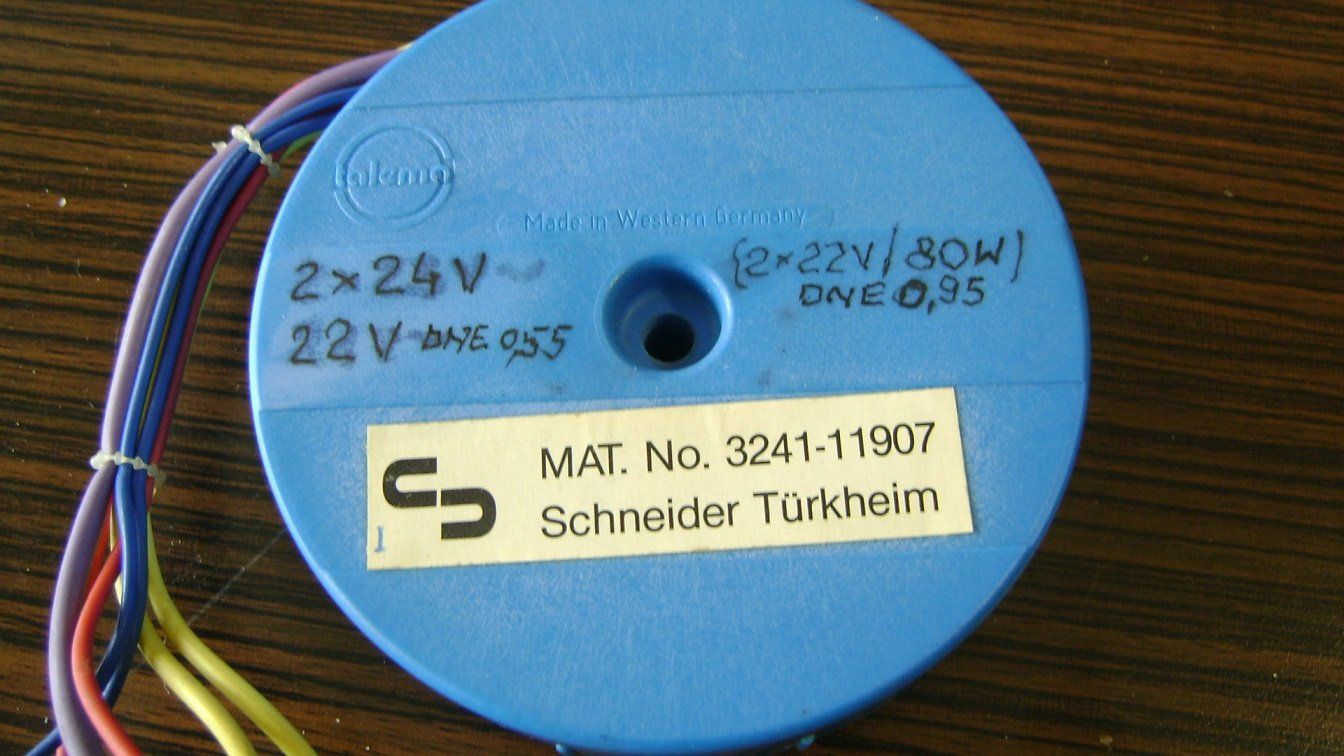 talema
Made in Western Germany
2×24V
22V DNE 0,55
(2×22V/80W)
DNE 0,95
MAT. No. 3241-11907
Schneider Türkheim
I